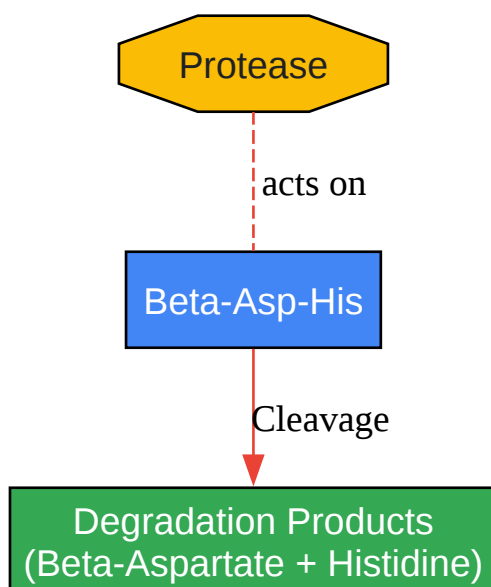 Protease
acts on
Beta-Asp-His
Cleavage
Degradation Products
(Beta-Aspartate + Histidine)